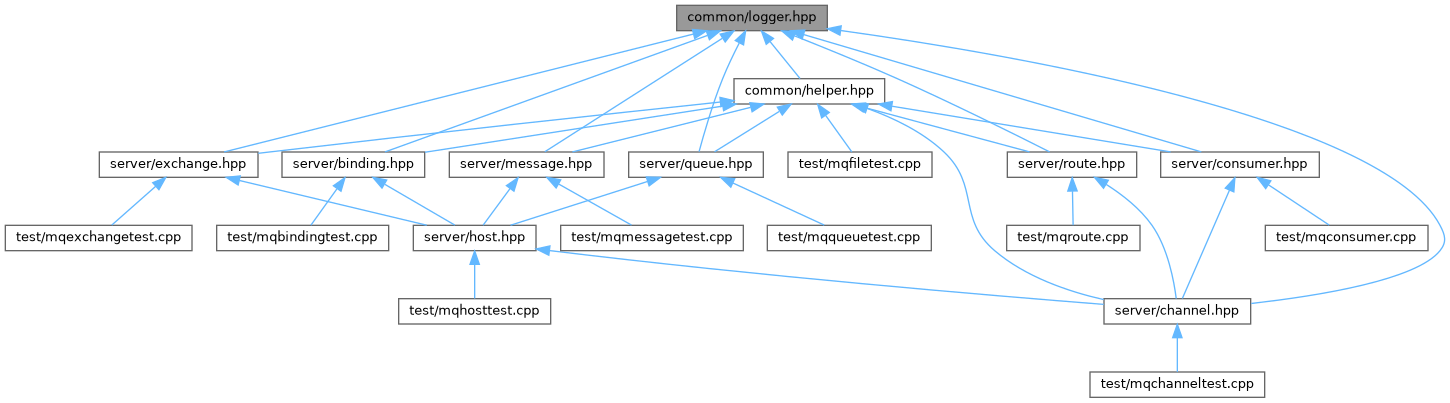 common/logger.hpp
common/helper.hpp
server/exchange.hpp
server/binding.hpp
server/message.hpp
server/queue.hpp
test/mqfiletest.cpp
server/route.hpp
server/consumer.hpp
test/mqexchangetest.cpp
test/mqbindingtest.cpp
server/host.hpp
test/mqmessagetest.cpp
test/mqqueuetest.cpp
test/mqroute.cpp
test/mqconsumer.cpp
test/mqhosttest.cpp
server/channel.hpp
test/mqchanneltest.cpp